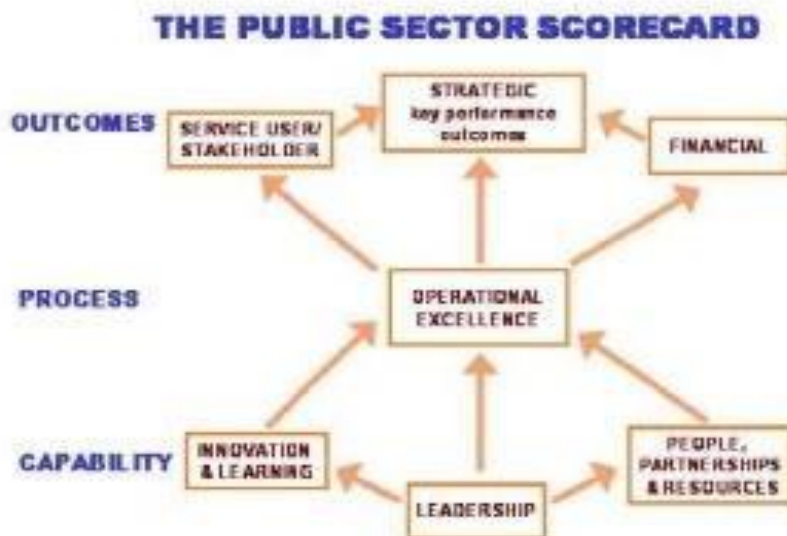 THE PUBLIC SECTOR SCORECARD
STRATEGIC
key performance
outcomes
OUTCOMES
SERVICE USER/
STAKEHOLDER
FINANCIAL
PROCESS
OPERATIONAL
EXCELLENCE
CAPABILITY
INNOVATION
& LEARNING
PEOPLE,
PARTNERSHIPS
& RESOURCES
LEADERSHIP